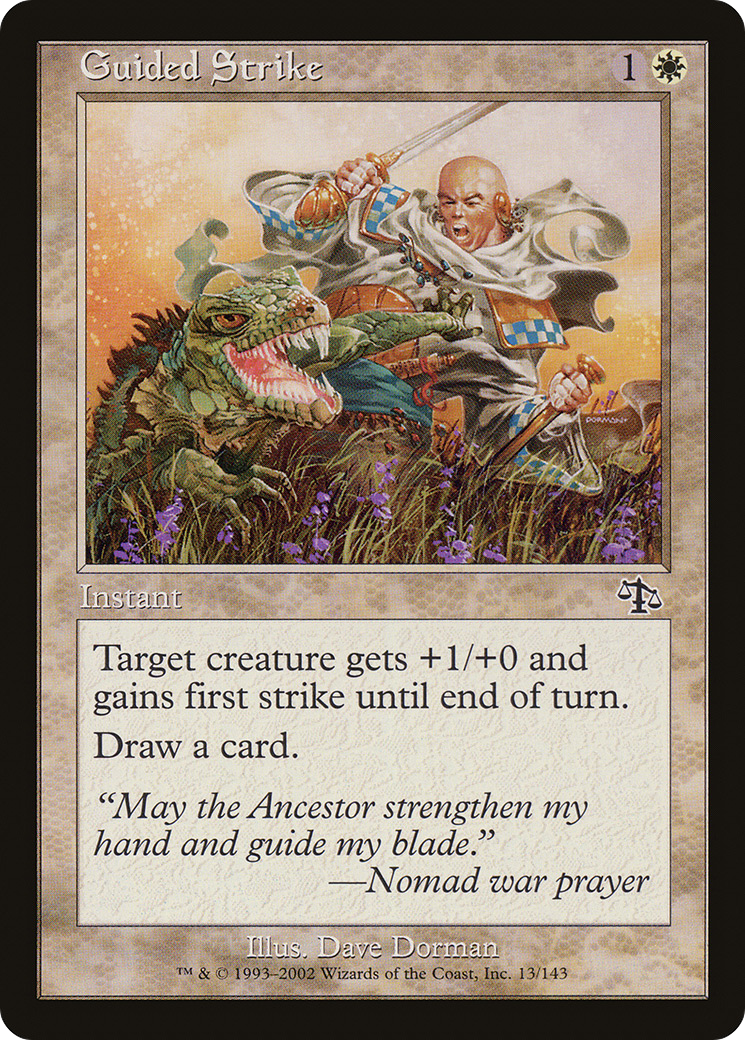 Guided Strike 1
DORMAN
Instant
Target creature gets +1/+0 and
gains first strike until end of turn.
Draw a card.
“May the Ancestor strengthen my
hand and guide my blade.”
—Nomad war prayer
Illus. Dave Dorman
™ & © 1993–2002 Wizards of the Coast, Inc. 13/143